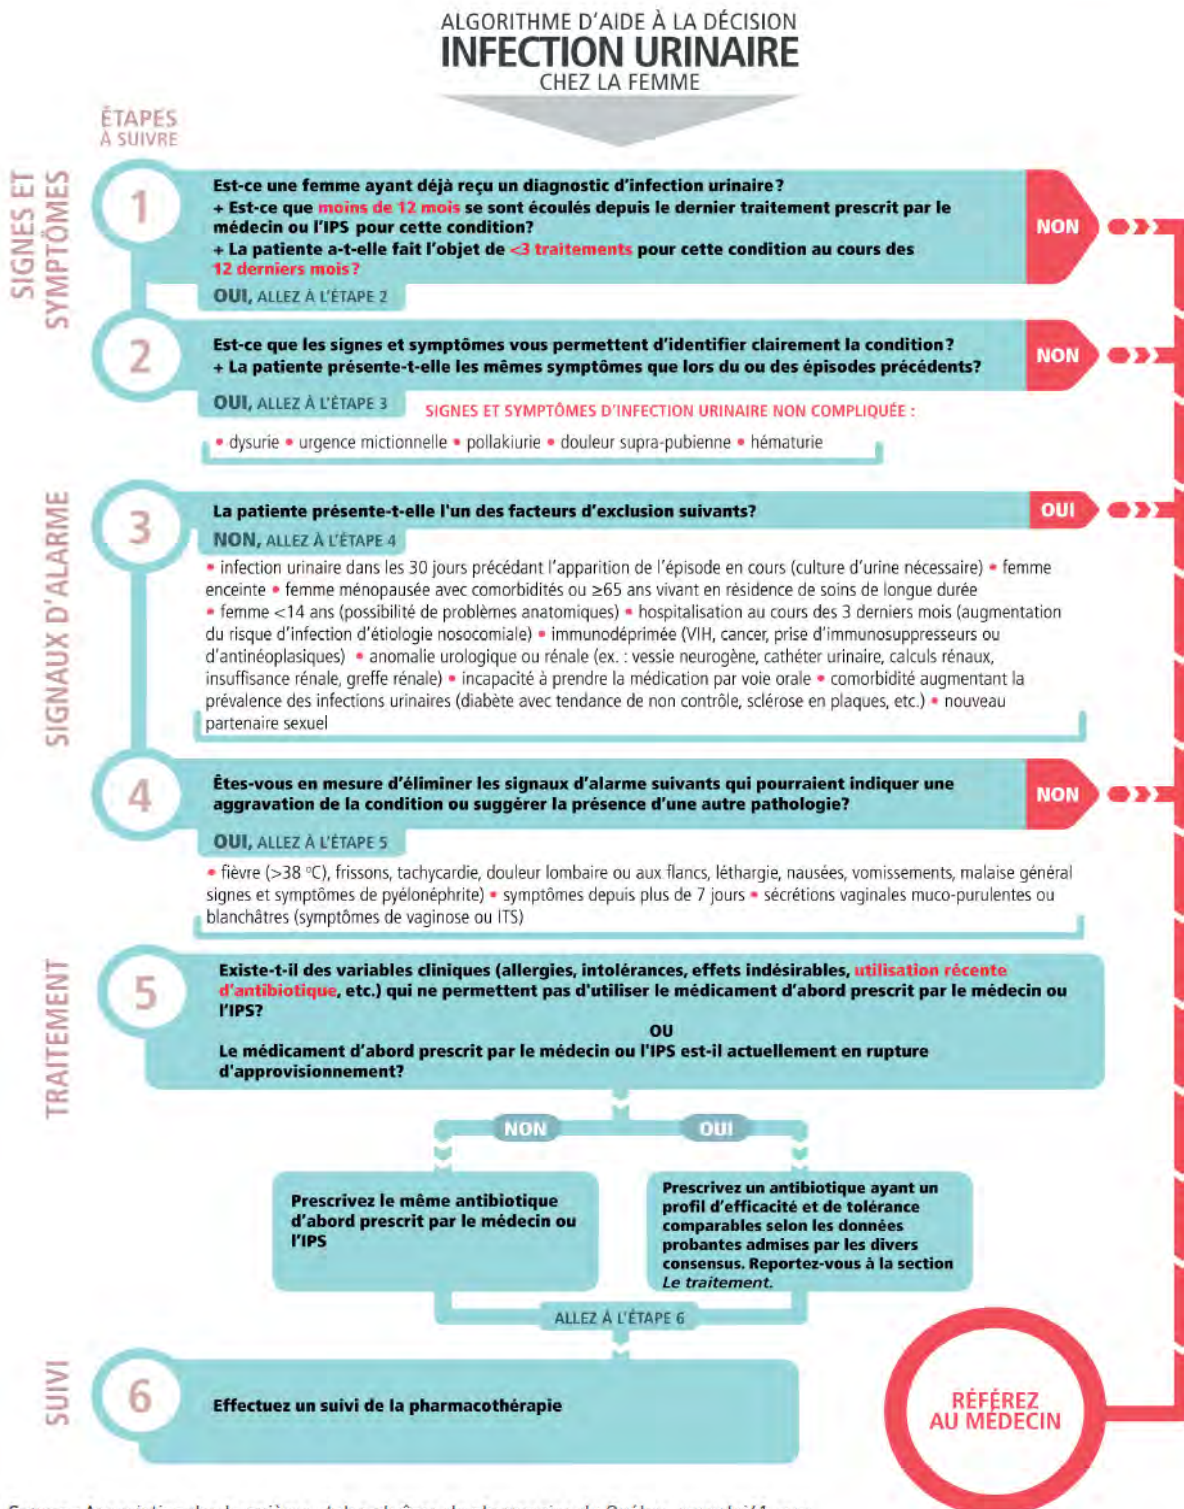 ALGORITHME D'AIDE À LA DÉCISION
INFECTION URINAIRE
CHEZ LA FEMME
ÉTAPES
À SUIVRE
SIGNES ET
SYMPTÔMES
1
Est-ce une femme ayant déjà reçu un diagnostic d'infection urinaire?
+ Est-ce que moins de 12 mois se sont écoulés depuis le dernier traitement prescrit par le
médecin ou l'IPS pour cette condition?
+ La patiente a-t-elle fait l'objet de <3 traitements pour cette condition au cours des
12 derniers mois?
NON
OUI, ALLEZ À L'ÉTAPE 2
2
Est-ce que les signes et symptômes vous permettent d'identifier clairement la condition?
+ La patiente présente-t-elle les mêmes symptômes que lors du ou des épisodes précédents?
NON
OUI, ALLEZ À L'ÉTAPE 3
SIGNES ET SYMPTÔMES D'INFECTION URINAIRE NON COMPLIQUÉE :
• dysurie • urgence mictionnelle • pollakiurie • douleur supra-pubienne • hématurie
SIGNAUX D'ALARME
3
La patiente présente-t-elle l'un des facteurs d'exclusion suivants?
OUI
NON, ALLEZ À L'ÉTAPE 4
• infection urinaire dans les 30 jours précédant l'apparition de l'épisode en cours (culture d'urine nécessaire) • femme
enceinte • femme ménopausée avec comorbidités ou ≥65 ans vivant en résidence de soins de longue durée
• femme <14 ans (possibilité de problèmes anatomiques) • hospitalisation au cours des 3 derniers mois (augmentation
du risque d'infection d'étiologie nosocomiale) • immunodéprimée (VIH, cancer, prise d'immunosuppresseurs ou
d'antinéoplasiques) • anomalie urologique ou rénale (ex. : vessie neurogène, cathéter urinaire, calculs rénaux,
insuffisance rénale, greffe rénale) • incapacité à prendre la médication par voie orale • comorbidité augmentant la
prévalence des infections urinaires (diabète avec tendance de non contrôle, sclérose en plaques, etc.) • nouveau
partenaire sexuel
4
Êtes-vous en mesure d'éliminer les signaux d'alarme suivants qui pourraient indiquer une
aggravation de la condition ou suggérer la présence d'une autre pathologie?
NON
OUI, ALLEZ À L'ÉTAPE 5
• fièvre (>38 °C), frissons, tachycardie, douleur lombaire ou aux flancs, léthargie, nausées, vomissements, malaise général
signes et symptômes de pyélonéphrite) • symptômes depuis plus de 7 jours • sécrétions vaginales muco-purulentes ou
blanchâtres (symptômes de vaginose ou ITS)
TRAITEMENT
5
Existe-t-il des variables cliniques (allergies, intolérances, effets indésirables, utilisation récente
d'antibiotique, etc.) qui ne permettent pas d'utiliser le médicament d'abord prescrit par le médecin ou
l'IPS?
OU
Le médicament d'abord prescrit par le médecin ou l'IPS est-il actuellement en rupture
d'approvisionnement?
NON
OUI
Prescrivez le même antibiotique
d'abord prescrit par le médecin ou
l'IPS
Prescrivez un antibiotique ayant un
profil d'efficacité et de tolérance
comparables selon les données
probantes admises par les divers
consensus. Reportez-vous à la section
Le traitement.
ALLEZ À L'ÉTAPE 6
SUIVI
6
Effectuez un suivi de la pharmacothérapie
RÉFÉREZ
AU MÉDECIN